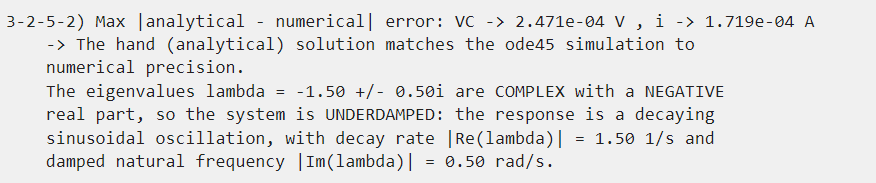 3-2-5-2) Max |analytical - numerical| error: VC -> 2.471e-04 V , i -> 1.719e-04 A
-> The hand (analytical) solution matches the ode45 simulation to
numerical precision.
The eigenvalues lambda = -1.50 +/- 0.50i are COMPLEX with a NEGATIVE
real part, so the system is UNDERDAMPED: the response is a decaying
sinusoidal oscillation, with decay rate |Re(lambda)| = 1.50 1/s and
damped natural frequency |Im(lambda)| = 0.50 rad/s.